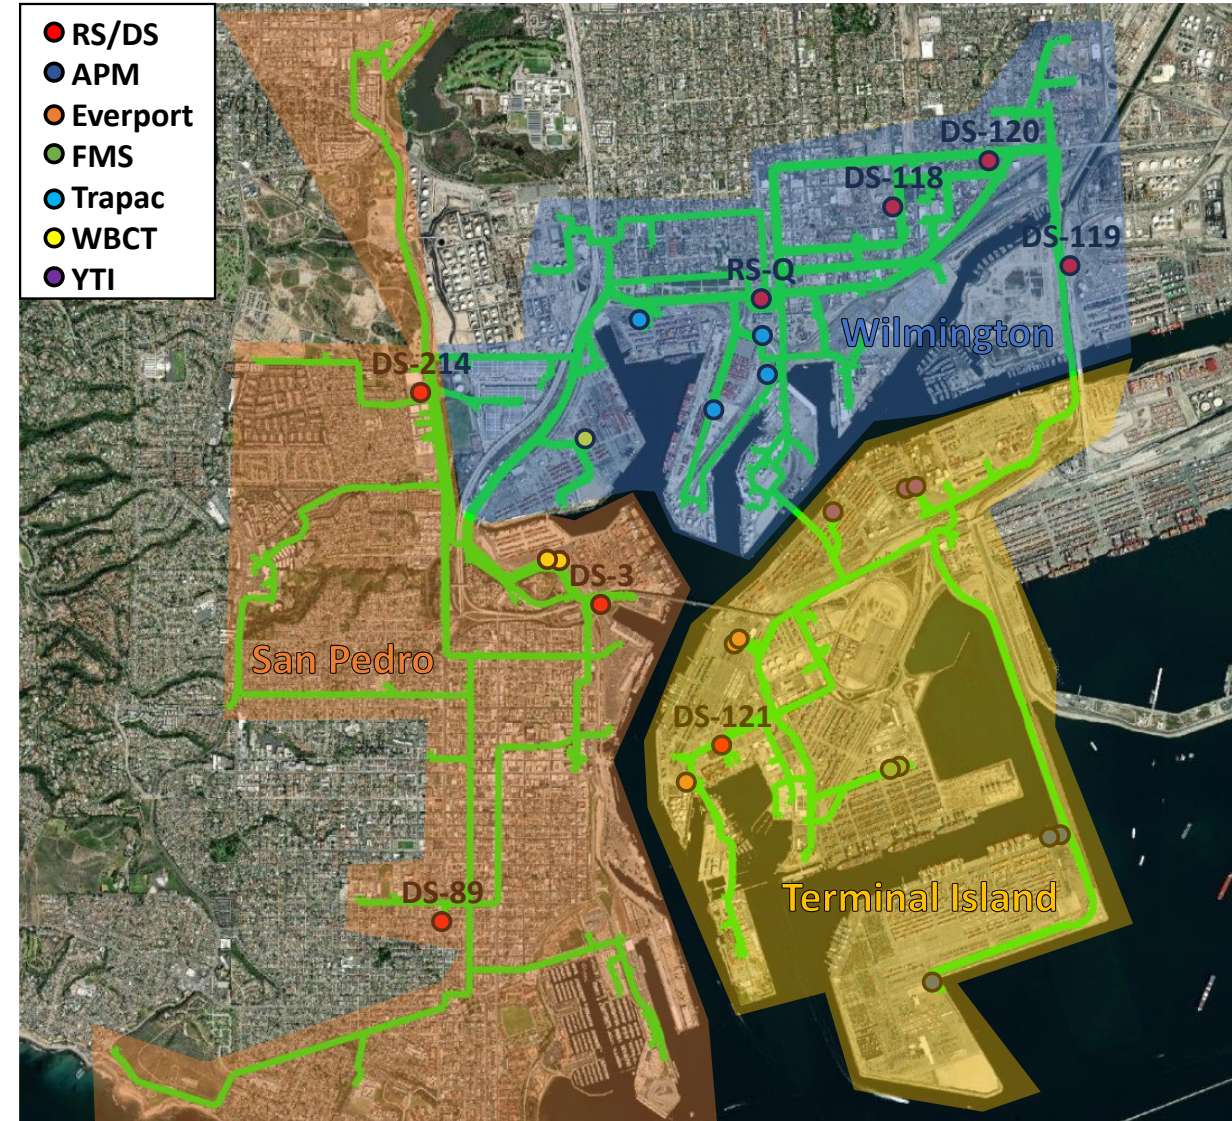 RS/DS
APM
Everport
FMS
Trapac
WBCT
YTI
DS-120
DS-118
DS-119
RS-Q
Wilmington
DS-214
DS-3
San Pedro
DS-121
DS-89
Terminal Island